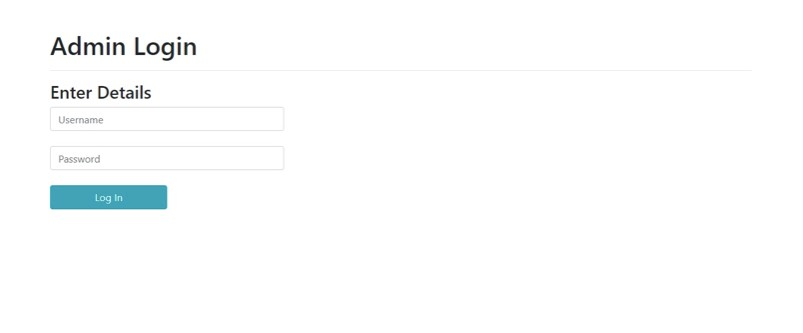 Admin Login
Enter Details
Username
Password
Log In